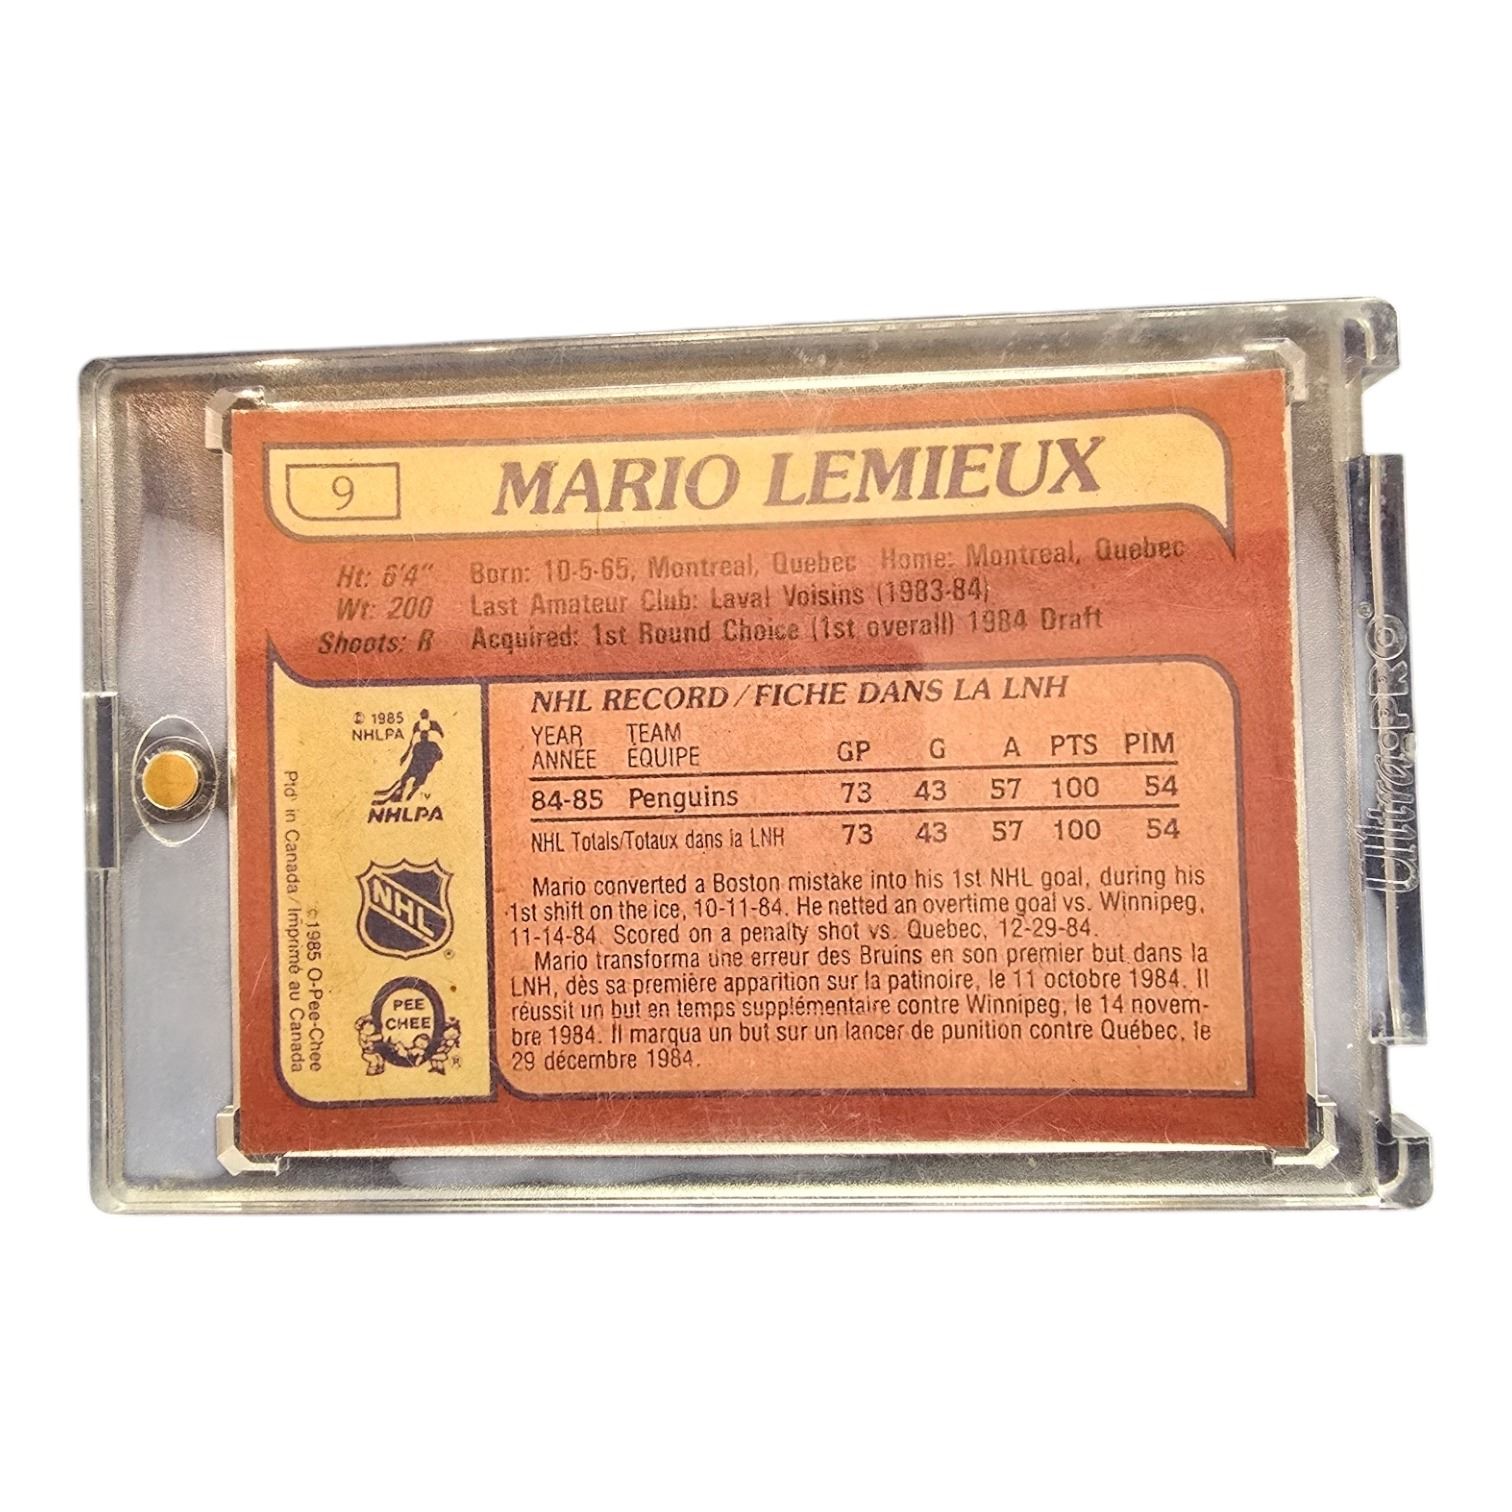 9
MARIO LEMIEUX
Ht: 6'4" Born: 10-5-65, Montreal, Quebec Home: Montreal, Quebec
Wt: 200 Last Amateur Club: Laval Voisins (1983-84)
Shoots: R Acquired: 1st Round Choice (1st overall) 1984 Draft
NHL RECORD/FICHE DANS LA LNH
YEAR TEAM
ANNÉE ÉQUIPE GP G A PTS PIM
84-85 Penguins 73 43 57 100 54
NHL Totals/Totaux dans la LNH 73 43 57 100 54
Mario converted a Boston mistake into his 1st NHL goal, during his
1st shift on the ice, 10-11-84. He netted an overtime goal vs. Winnipeg,
11-14-84. Scored on a penalty shot vs. Quebec, 12-29-84.
Mario transforma une erreur des Bruins en son premier but dans la
LNH, dès sa première apparition sur la patinoire, le 11 octobre 1984. Il
réussit un but en temps supplémentaire contre Winnipeg, le 14 novem-
bre 1984. Il marqua un but sur un lancer de punition contre Québec, le
29 décembre 1984.
© 1985
NHLPA
TV
NHLPA
NHL
®
PEE
CHEE
®
© 1985 O-Pee-Chee
Ptd' in Canada/Imprimé au Canada
Ultra•PRO®